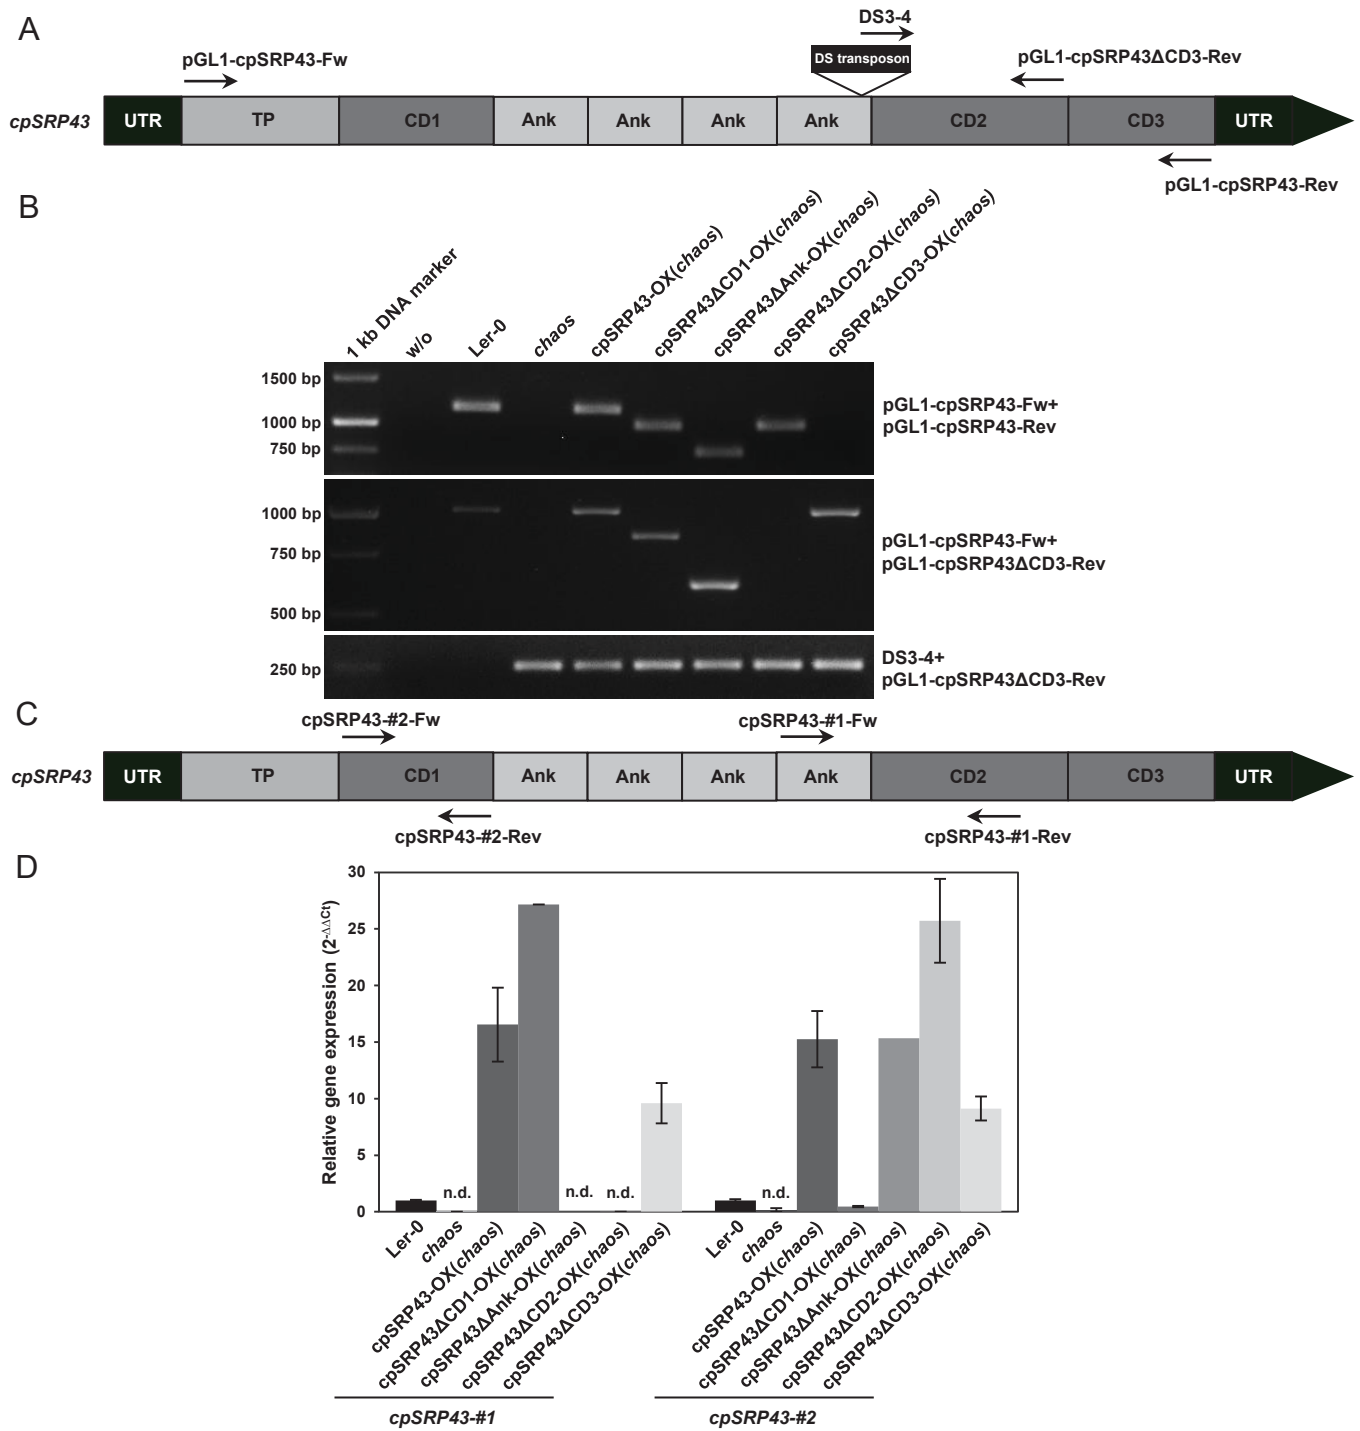 A
DS3-4
pGL1-cpSRP43-Fw
DS transposon
pGL1-cpSRP43ΔCD3-Rev
cpSRP43 UTR TP CD1 Ank Ank Ank Ank CD2 CD3 UTR
pGL1-cpSRP43-Rev
B
1 kb DNA marker
w/o
Ler-0
chaos
cpSRP43-OX(chaos)
cpSRP43ΔCD1-OX(chaos)
cpSRP43ΔAnk-OX(chaos)
cpSRP43ΔCD2-OX(chaos)
cpSRP43ΔCD3-OX(chaos)
1500 bp
1000 bp
750 bp
pGL1-cpSRP43-Fw+
pGL1-cpSRP43-Rev
1000 bp
750 bp
500 bp
pGL1-cpSRP43-Fw+
pGL1-cpSRP43ΔCD3-Rev
250 bp
DS3-4+
pGL1-cpSRP43ΔCD3-Rev
C
cpSRP43-#2-Fw
cpSRP43-#1-Fw
cpSRP43 UTR TP CD1 Ank Ank Ank Ank CD2 CD3 UTR
cpSRP43-#2-Rev
cpSRP43-#1-Rev
D
Relative gene expression (2-ΔΔCt)
30
25
20
15
10
5
0
n.d.
n.d.
n.d.
n.d.
Ler-0
chaos
cpSRP43-OX(chaos)
cpSRP43ΔCD1-OX(chaos)
cpSRP43ΔAnk-OX(chaos)
cpSRP43ΔCD2-OX(chaos)
cpSRP43ΔCD3-OX(chaos)
Ler-0
chaos
cpSRP43-OX(chaos)
cpSRP43ΔCD1-OX(chaos)
cpSRP43ΔAnk-OX(chaos)
cpSRP43ΔCD2-OX(chaos)
cpSRP43ΔCD3-OX(chaos)
cpSRP43-#1
cpSRP43-#2